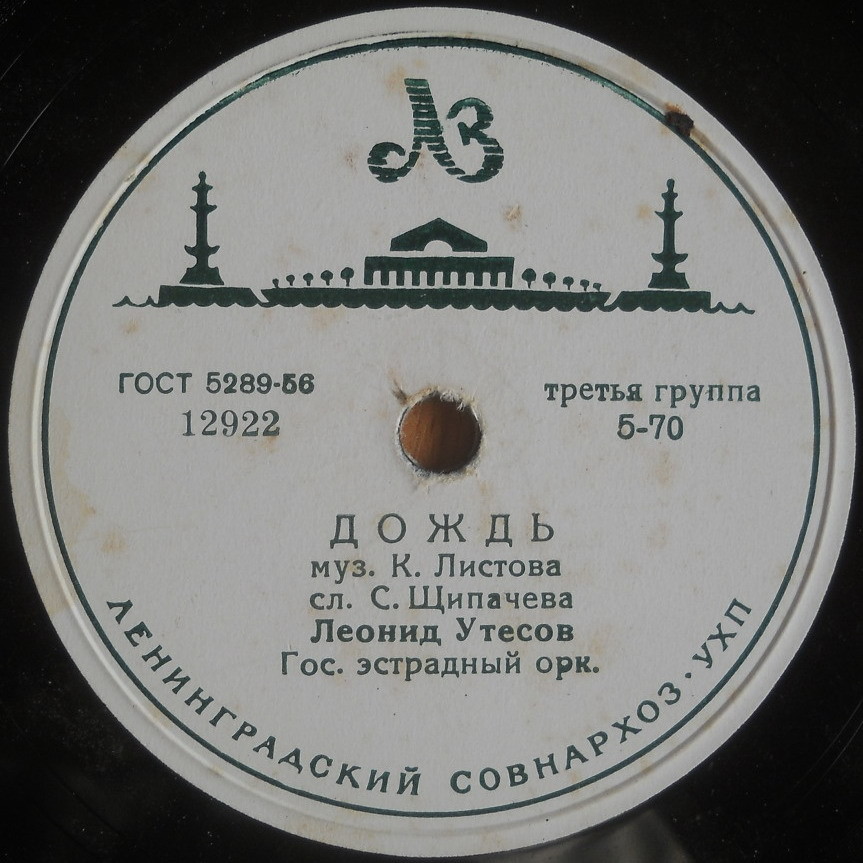 ЛЗ
ГОСТ 5289-56
12922
третья группа
5-70
ДОЖДЬ
муз. К. Листова
сл. С. Щипачева
Леонид Утесов
Гос. эстрадный орк.
ЛЕНИНГРАДСКИЙ СОВНАРХОЗ · УХП